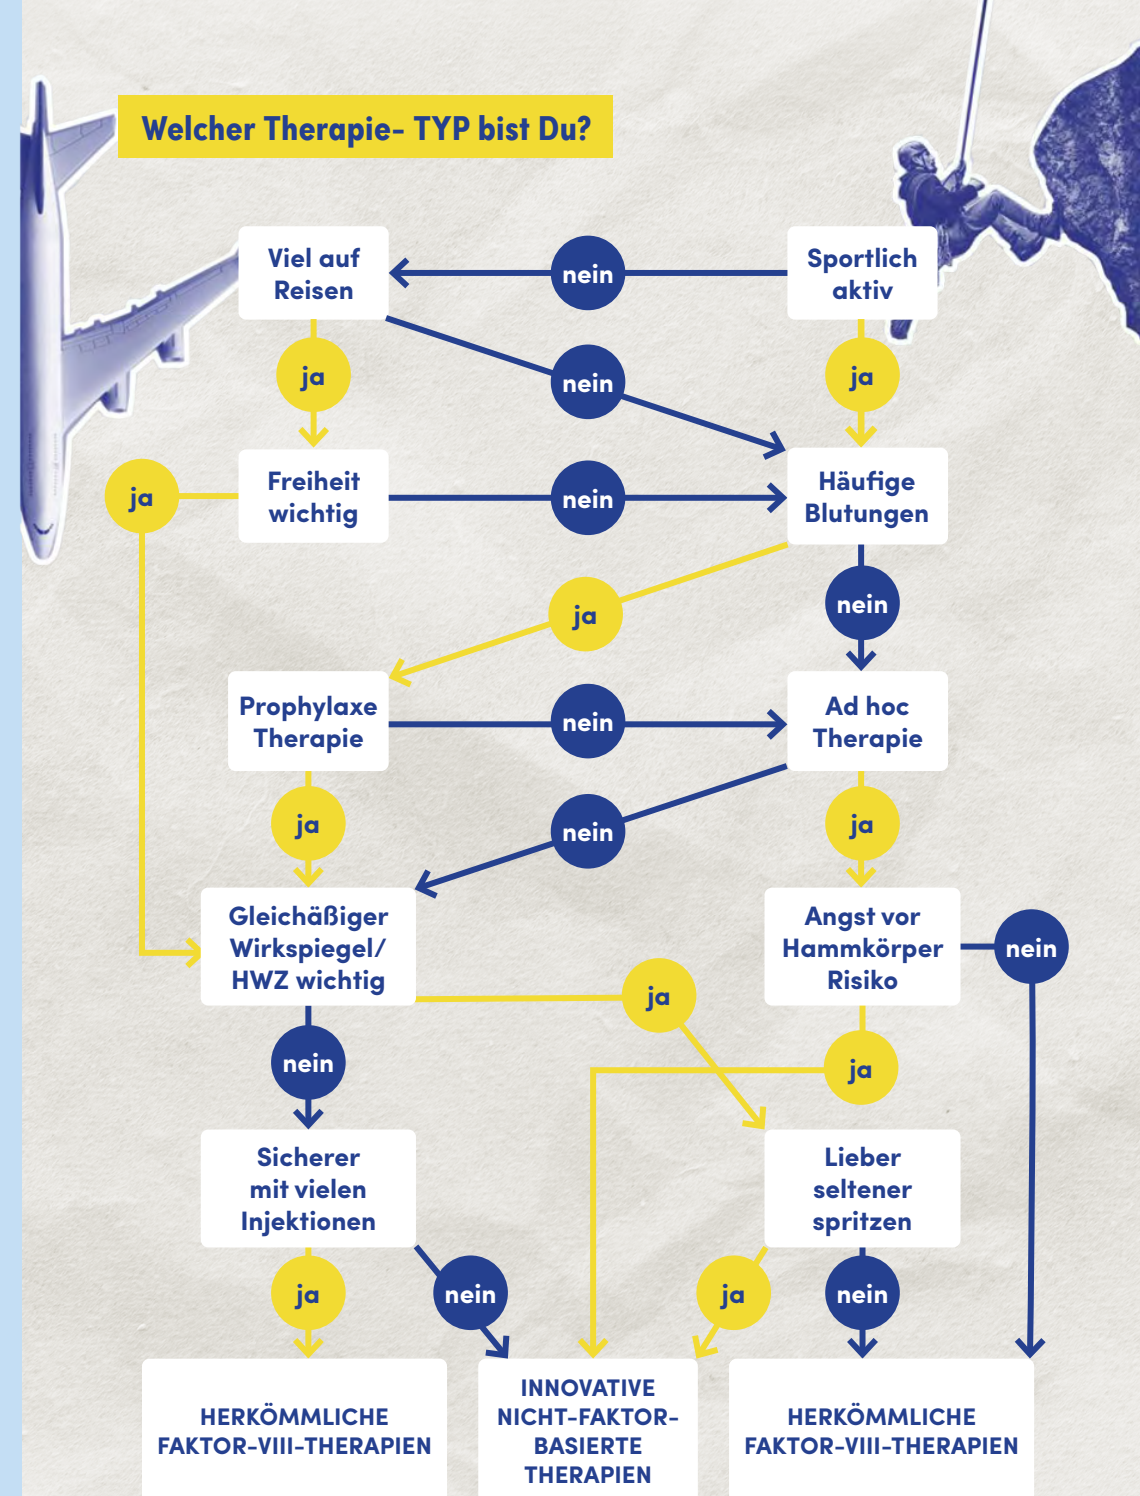 Welcher Therapie- TYP bist Du?
Viel auf
Reisen
nein
Sportlich
aktiv
ja
nein
ja
ja
Freiheit
wichtig
nein
Häufige
Blutungen
ja
nein
Prophylaxe
Therapie
nein
Ad hoc
Therapie
ja
nein
ja
Gleichäßiger
Wirkspiegel/
HWZ wichtig
Angst vor
Hammkörper
Risiko
nein
ja
nein
ja
Sicherer
mit vielen
Injektionen
Lieber
seltener
spritzen
ja
nein
ja
nein
HERKÖMMLICHE
FAKTOR-VIII-THERAPIEN
INNOVATIVE
NICHT-FAKTOR-
BASIERTE
THERAPIEN
HERKÖMMLICHE
FAKTOR-VIII-THERAPIEN